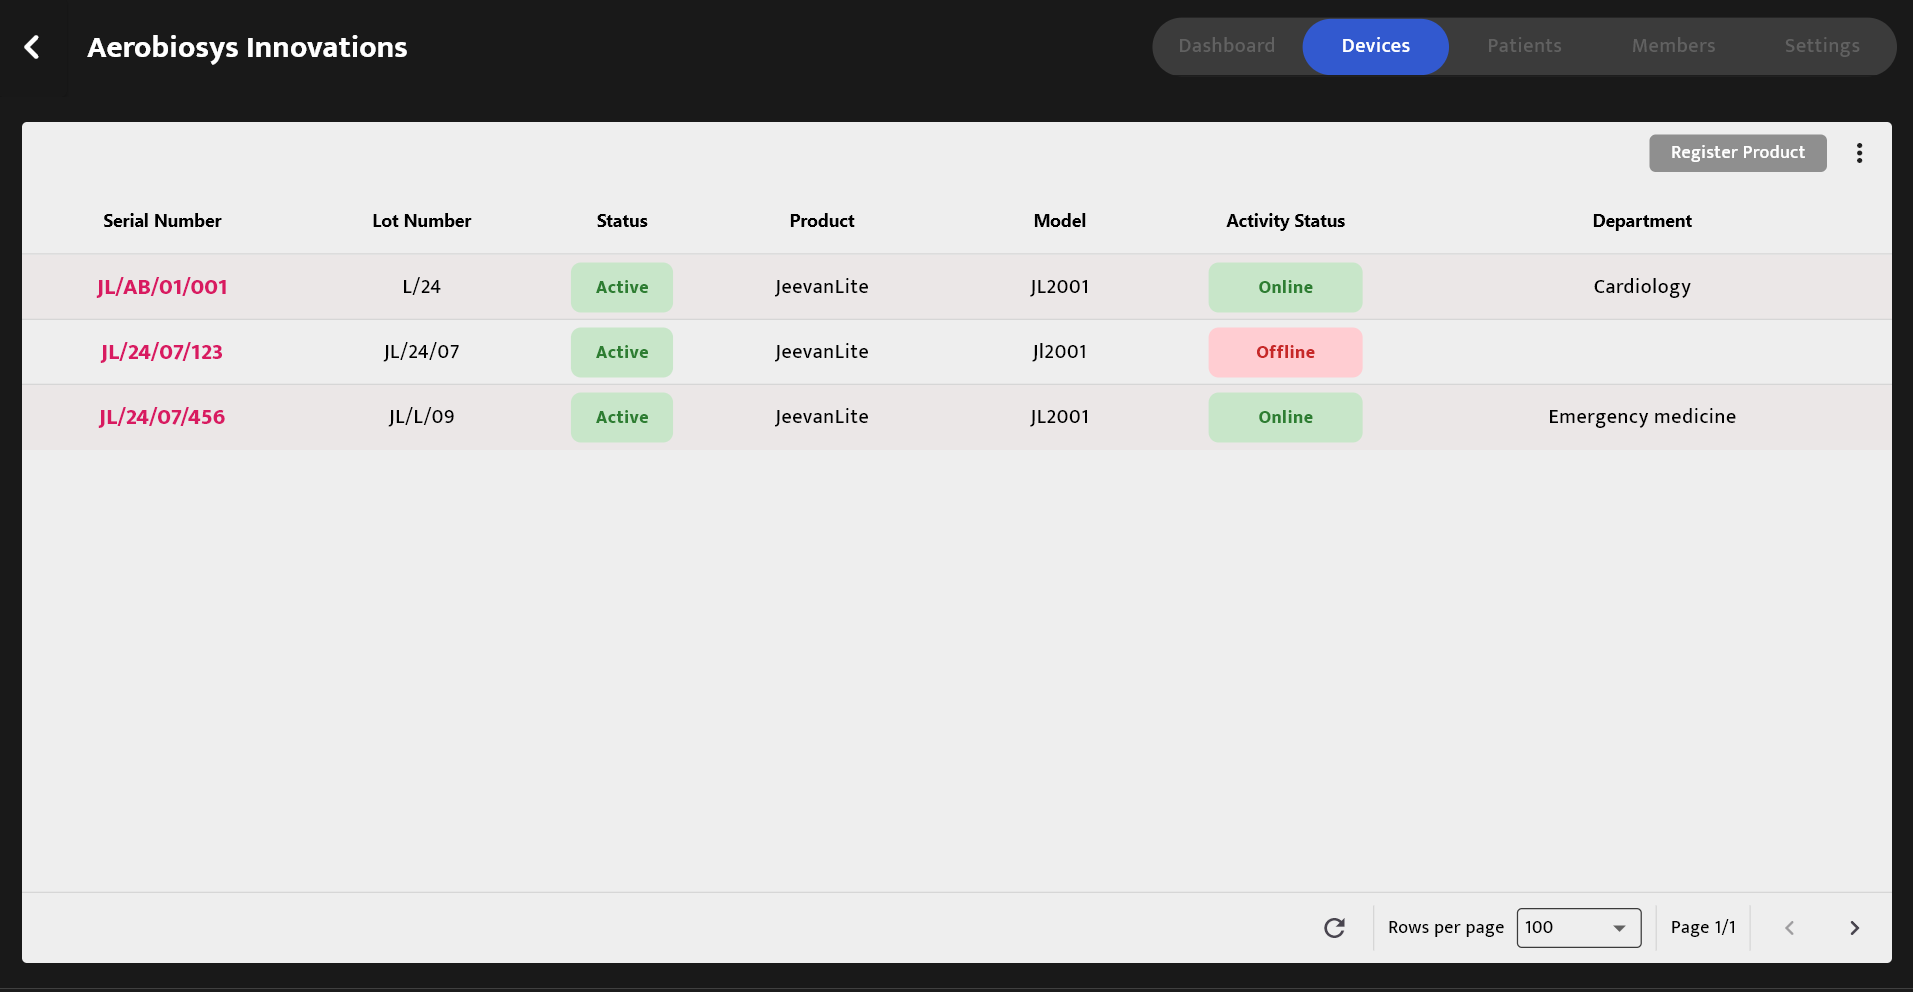 Aerobiosys Innovations
Dashboard Devices Patients Members Settings
Register Product
Serial Number Lot Number Status Product Model Activity Status Department
JL/AB/01/001 L/24 Active JeevanLite JL2001 Online Cardiology
JL/24/07/123 JL/24/07 Active JeevanLite Jl2001 Offline
JL/24/07/456 JL/L/09 Active JeevanLite JL2001 Online Emergency medicine
Rows per page 100 Page 1/1